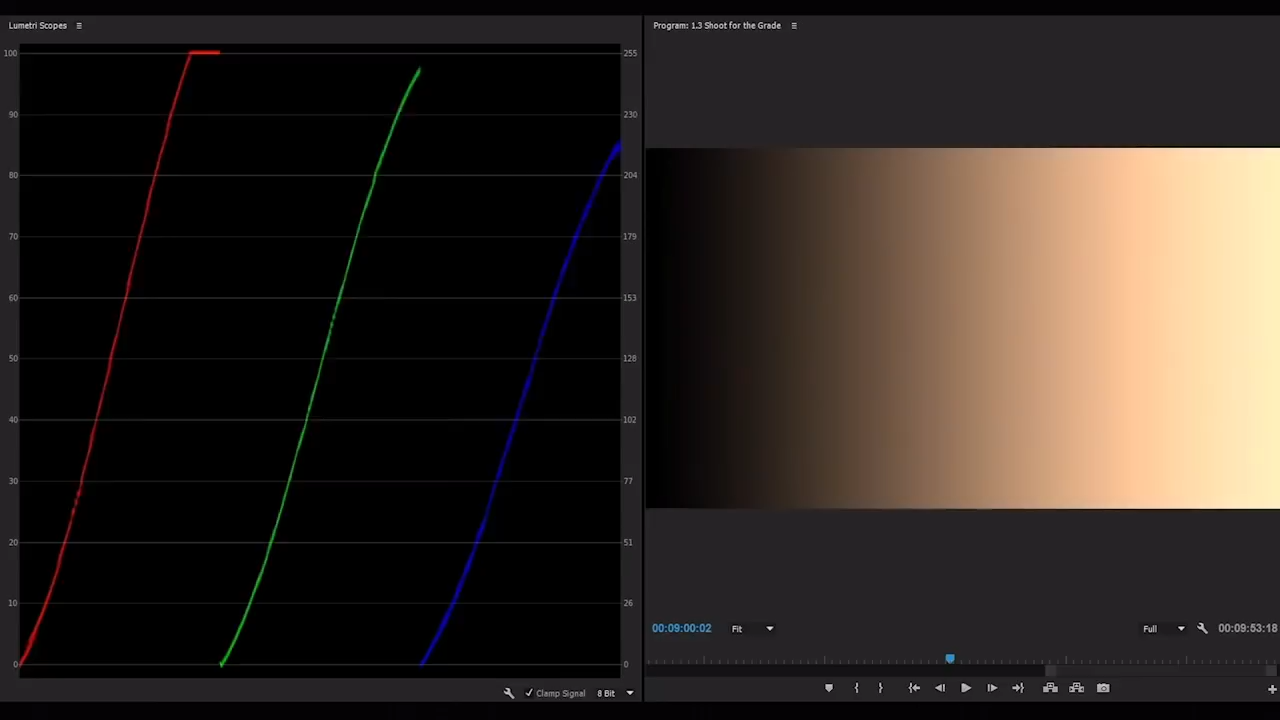 Lumetri Scopes
Program: 1.3 Shoot for the Grade
100 255
90 230
80 204
70 179
60 153
50 128
40 102
30 77
20 51
10 26
0 0
00:09:00:02 Fit Full 00:09:53:18
Clamp Signal 8 Bit